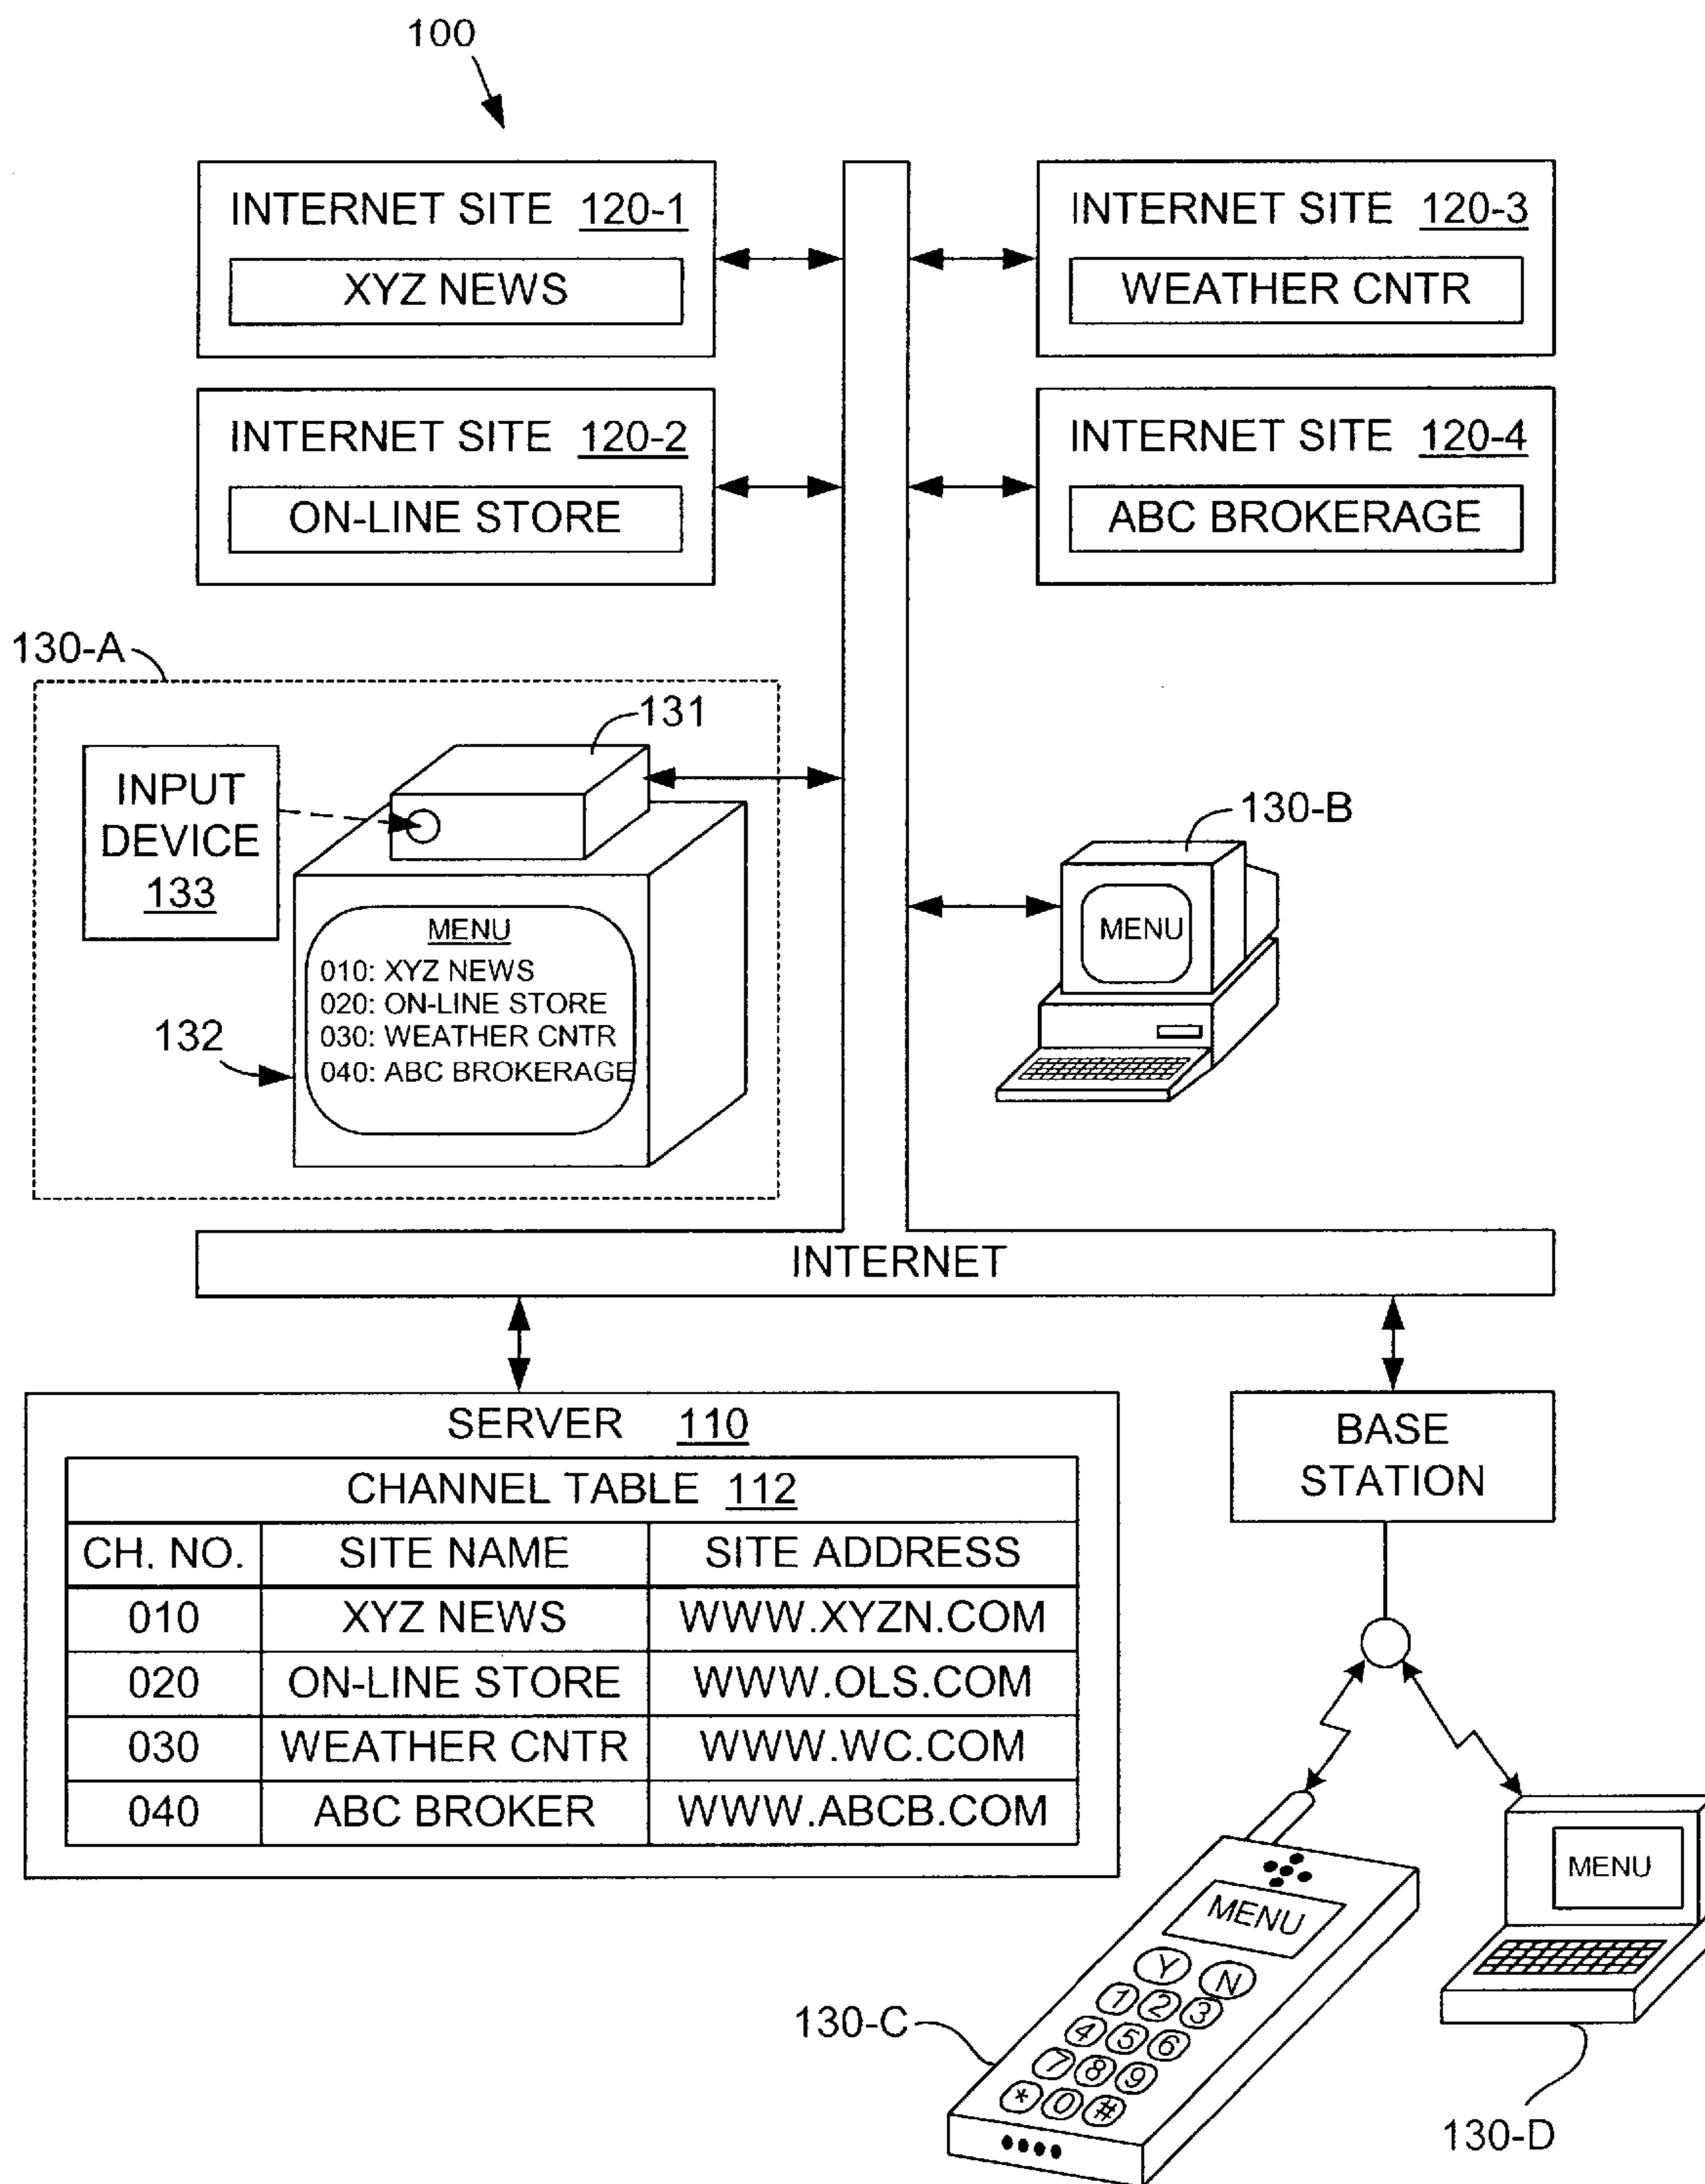 100
INTERNET SITE 120-1
XYZ NEWS
INTERNET SITE 120-3
WEATHER CNTR
INTERNET SITE 120-2
ON-LINE STORE
INTERNET SITE 120-4
ABC BROKERAGE
130-A
131
INPUT
DEVICE
133
MENU
010: XYZ NEWS
020: ON-LINE STORE
030: WEATHER CNTR
040: ABC BROKERAGE
132
130-B
MENU
INTERNET
SERVER 110
CHANNEL TABLE 112
CH. NO. SITE NAME SITE ADDRESS
010 XYZ NEWS WWW.XYZN.COM
020 ON-LINE STORE WWW.OLS.COM
030 WEATHER CNTR WWW.WC.COM
040 ABC BROKER WWW.ABCB.COM
BASE
STATION
MENU
Y N
1 2 3
4 5 6
7 8 9
* 0 #
130-C
MENU
130-D